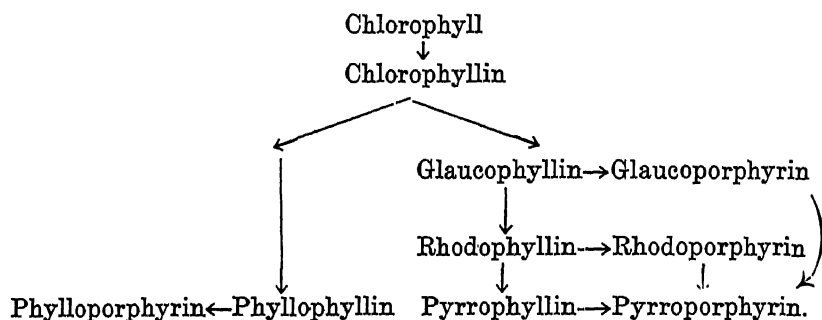 Chlorophyll
Chlorophyllin
Glaucophyllin→Glaucoporphyrin
Rhodophyllin→Rhodoporphyrin
Phylloporphyrin←Phyllophyllin Pyrrophyllin→Pyrroporphyrin.